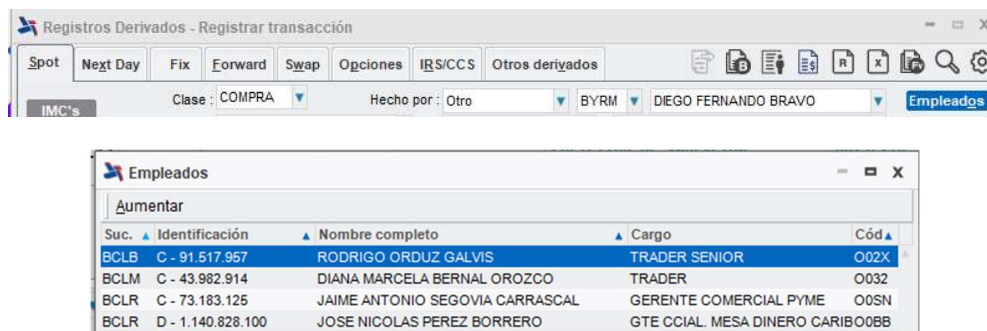 Registros Derivados - Registrar transacción
Spot Next Day Fix Forward Swap Opciones IRS/CCS Otros derivados
IMC's Clase : COMPRA Hecho por : Otro BYRM DIEGO FERNANDO BRAVO Empleados
Empleados
Aumentar
Suc. Identificación Nombre completo Cargo Cód
BCLB C - 91.517.957 RODRIGO ORDUZ GALVIS TRADER SENIOR O02X
BCLM C - 43.982.914 DIANA MARCELA BERNAL OROZCO TRADER O032
BCLR C - 73.183.125 JAIME ANTONIO SEGOVIA CARRASCAL GERENTE COMERCIAL PYME O0SN
BCLR D - 1.140.828.100 JOSE NICOLAS PEREZ BORRERO GTE CCIAL. MESA DINERO CARIBO0BB